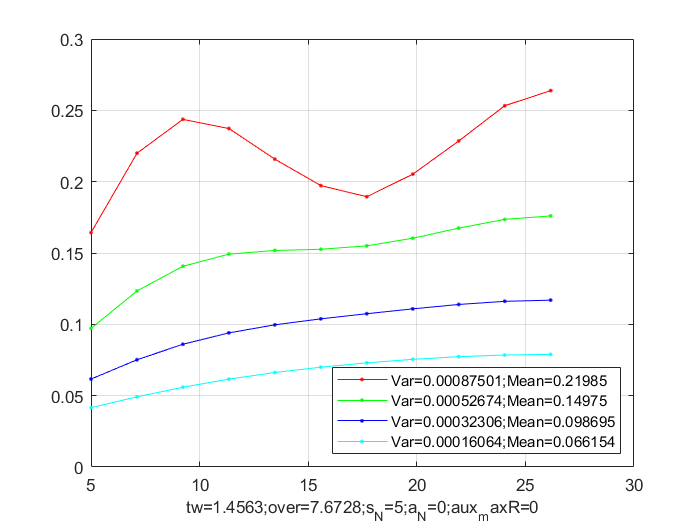 0.3
0.25
0.2
0.15
0.1
0.05
0
Var=0.00087501;Mean=0.21985
Var=0.00052674;Mean=0.14975
Var=0.00032306;Mean=0.098695
Var=0.00016064;Mean=0.066154
5 10 15 20 25 30
tw=1.4563;over=7.6728;s_N=5;a_N=0;aux_maxR=0